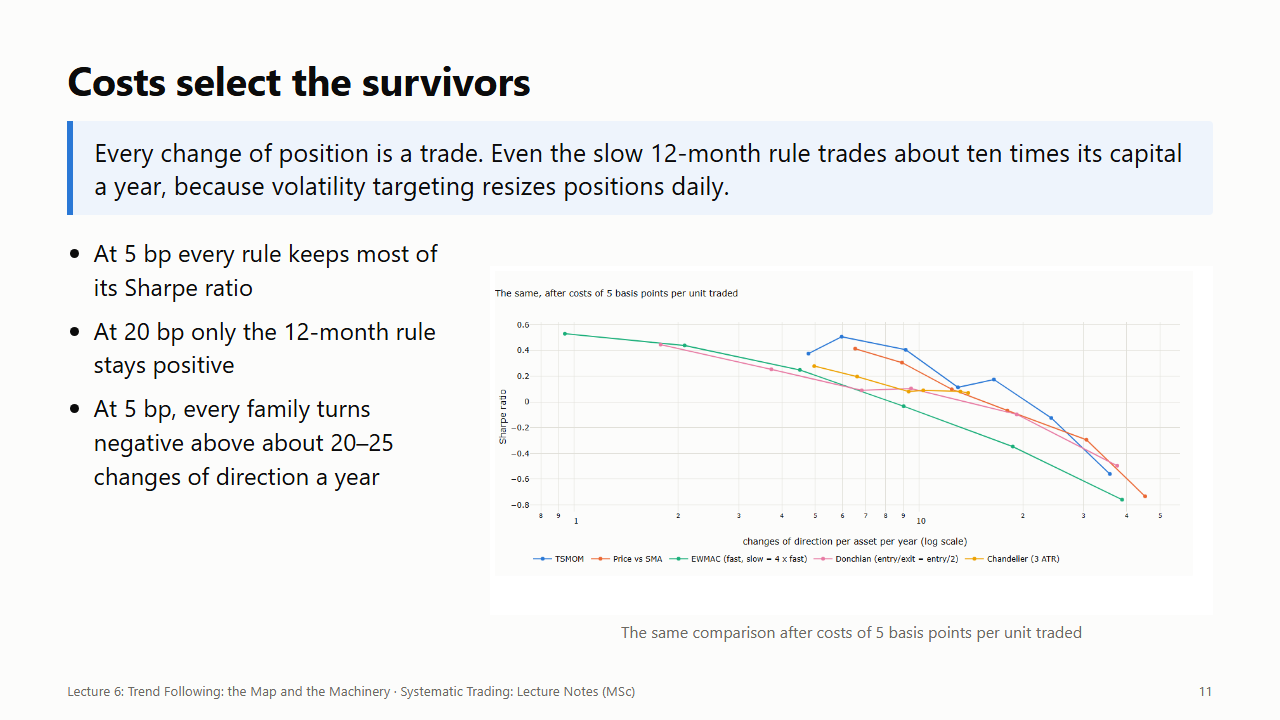 Costs select the survivors
Every change of position is a trade. Even the slow 12-month rule trades about ten times its capital
a year, because volatility targeting resizes positions daily.
• At 5 bp every rule keeps most of
its Sharpe ratio
• At 20 bp only the 12-month rule
stays positive
• At 5 bp, every family turns
negative above about 20–25
changes of direction a year
The same, after costs of 5 basis points per unit traded
0.6
0.4
0.2
0
−0.2
−0.4
−0.6
−0.8
Sharpe ratio
8 9 1 2 3 4 5 6 7 8 9 10 2 3 4 5
changes of direction per asset per year (log scale)
TSMOM Price vs SMA EWMAC (fast, slow = 4 x fast) Donchian (entry/exit = entry/2) Chandelier (3 ATR)
The same comparison after costs of 5 basis points per unit traded
Lecture 6: Trend Following: the Map and the Machinery · Systematic Trading: Lecture Notes (MSc)
11